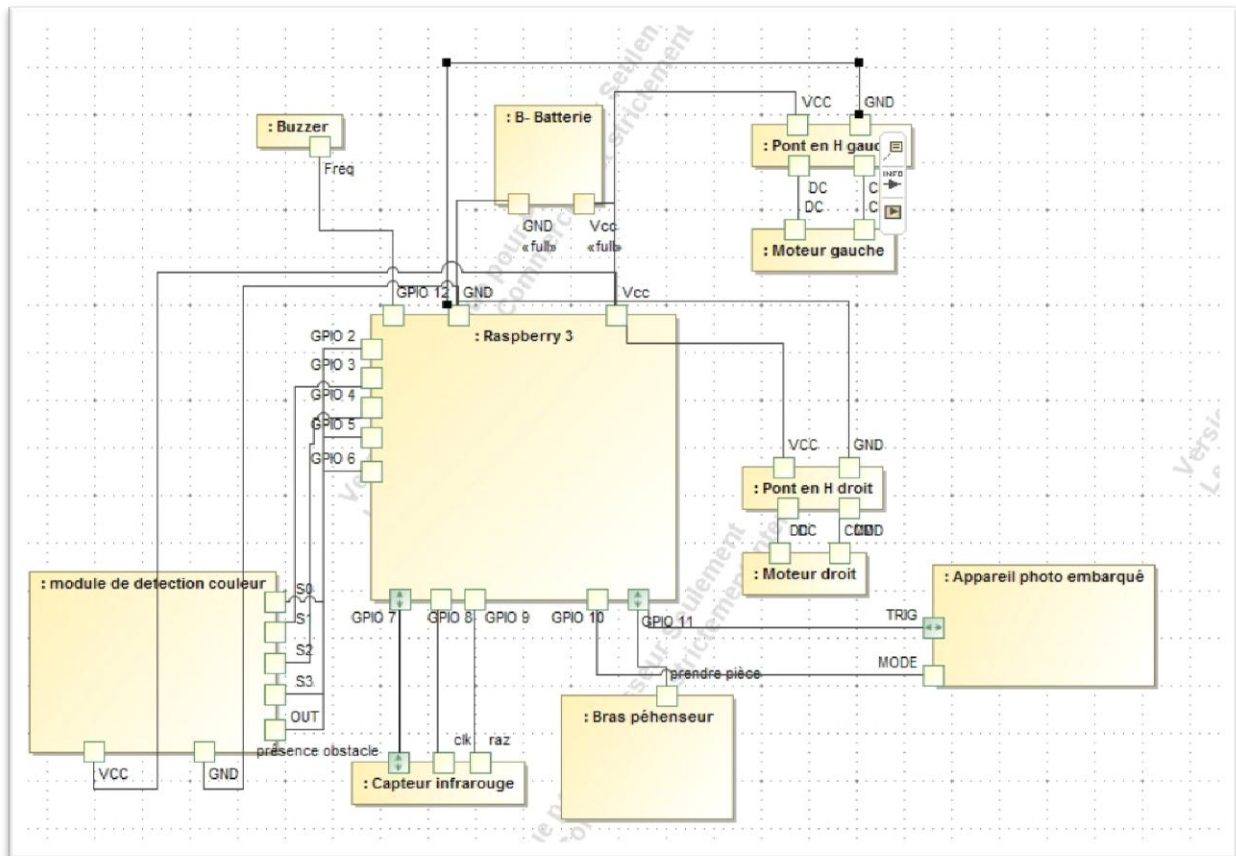 VCC
GND
: B- Batterie
: Buzzer
: Pont en H gauc
Freq
INFO
DC
C
DC
C
GND
Vcc
«full»
«full»
: Moteur gauche
GPIO 12
GND
Vcc
: Raspberry 3
GPIO 2
GPIO 3
GPIO 4
GPIO 5
GPIO 6
VCC
GND
: Pont en H droit
DC
: Moteur droit
: module de detection couleur
: Appareil photo embarqué
S0
S1
S2
S3
OUT
GPIO 7
GPIO 8
GPIO 9
GPIO 10
GPIO 11
TRIG
MODE
prendre pièce
: Bras péhenseur
présence obstacle
clk
raz
VCC
GND
: Capteur infrarouge